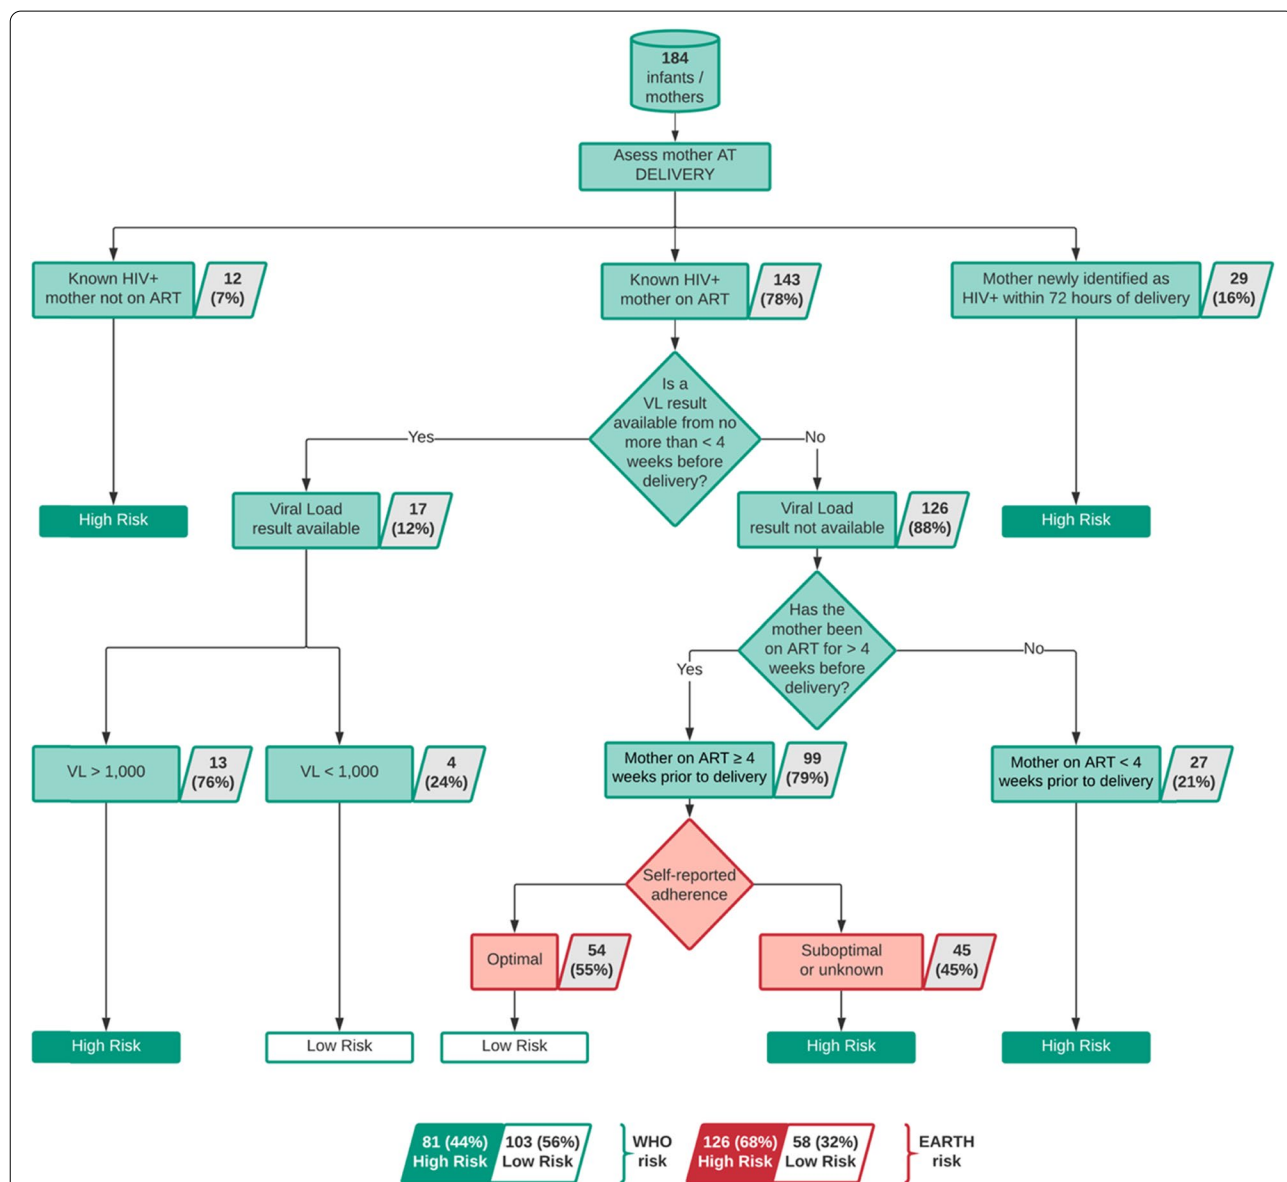 184
infants /
mothers
Asess mother AT
DELIVERY
Known HIV+
mother not on ART
12
(7%)
Known HIV+
mother on ART
143
(78%)
Mother newly identified as
HIV+ within 72 hours of delivery
29
(16%)
Is a
VL result
available from no
more than < 4
weeks before
delivery?
Yes
No
High Risk
Viral Load
result available
17
(12%)
Viral Load
result not available
126
(88%)
High Risk
Has the
mother been
on ART for > 4
weeks before
delivery?
Yes
No
VL > 1,000
13
(76%)
VL < 1,000
4
(24%)
Mother on ART ≥ 4
weeks prior to delivery
99
(79%)
Mother on ART < 4
weeks prior to delivery
27
(21%)
Self-reported
adherence
Optimal
54
(55%)
Suboptimal
or unknown
45
(45%)
High Risk
Low Risk
Low Risk
High Risk
High Risk
81 (44%)
High Risk
103 (56%)
Low Risk
WHO
risk
126 (68%)
High Risk
58 (32%)
Low Risk
EARTH
risk